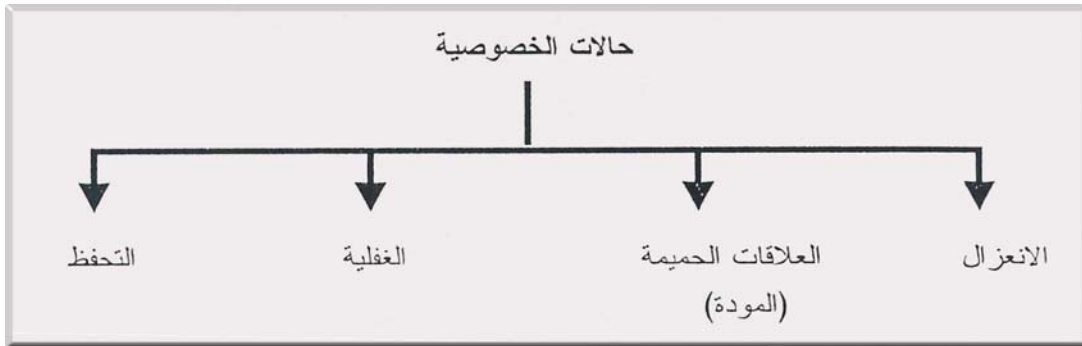 حالات الخصوصية
الانعزال
العلاقات الحميمة
(المودة)
الغفلية
التحفظ